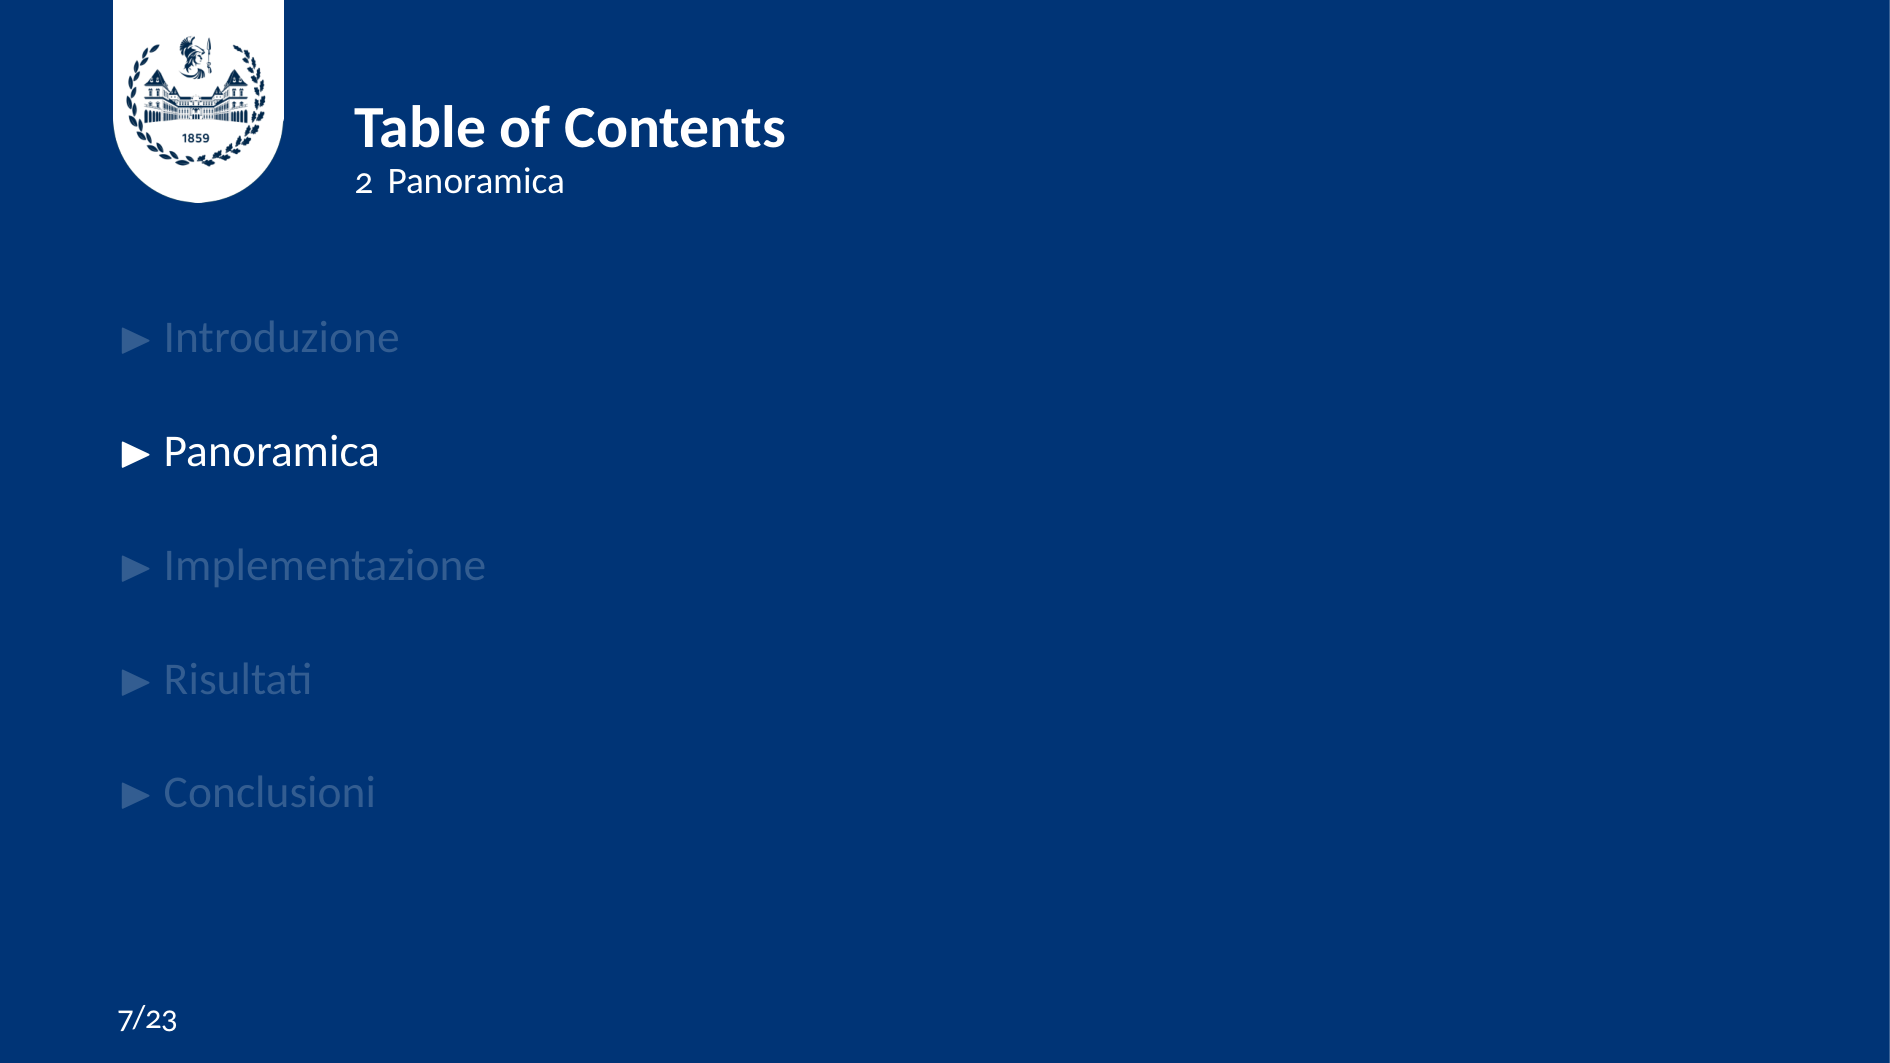 1859
Table of Contents
2 Panoramica
▶ Introduzione
▶ Panoramica
▶ Implementazione
▶ Risultati
▶ Conclusioni
7/23